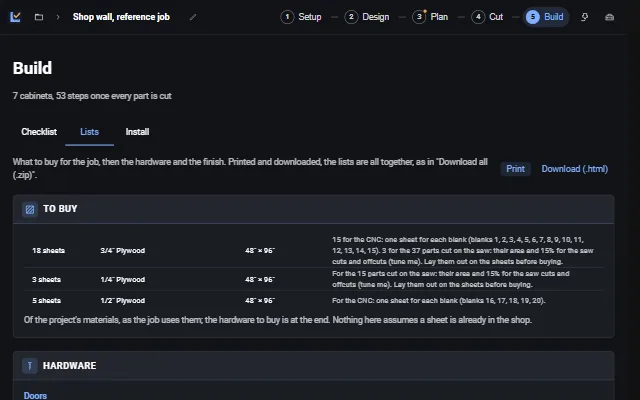 Shop wall, reference job
1 Setup
2 Design
3 Plan
4 Cut
5 Build
Build
7 cabinets, 53 steps once every part is cut
Checklist
Lists
Install
What to buy for the job, then the hardware and the finish. Printed and downloaded, the lists are all together, as in "Download all
(.zip)".
Print
Download (.html)
TO BUY
18 sheets
3/4" Plywood
48" × 96"
15 for the CNC: one sheet for each blank (blanks 1, 2, 3, 4, 5, 6, 7, 8, 9, 10, 11,
12, 13, 14, 15). 3 for the 37 parts cut on the saw: their area and 15% for the saw
cuts and offcuts (tune me). Lay them out on the sheets before buying.
3 sheets
1/4" Plywood
48" × 96"
For the 15 parts cut on the saw: their area and 15% for the saw cuts and
offcuts (tune me). Lay them out on the sheets before buying.
5 sheets
1/2" Plywood
48" × 96"
For the CNC: one sheet for each blank (blanks 16, 17, 18, 19, 20).
Of the project's materials, as the job uses them; the hardware to buy is at the end. Nothing here assumes a sheet is already in the shop.
HARDWARE
Doors